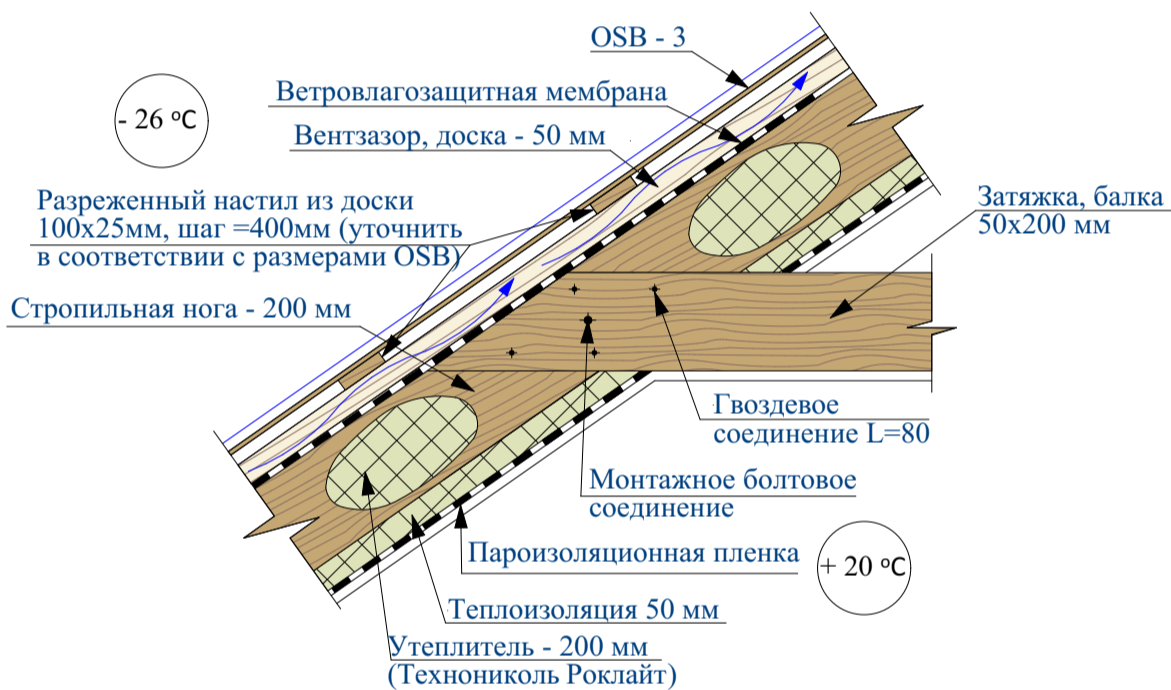 OSB - 3
Ветровлагозащитная мембрана
- 26 ºC
Вентзазор, доска - 50 мм
Разреженный настил из доски
100х25мм, шаг =400мм (уточнить
в соответствии с размерами OSB)
Затяжка, балка
50х200 мм
Стропильная нога - 200 мм
Гвоздевое
соединение L=80
Монтажное болтовое
соединение
Пароизоляционная пленка
+ 20 ºC
Теплоизоляция 50 мм
Утеплитель - 200 мм
(Технониколь Роклайт)